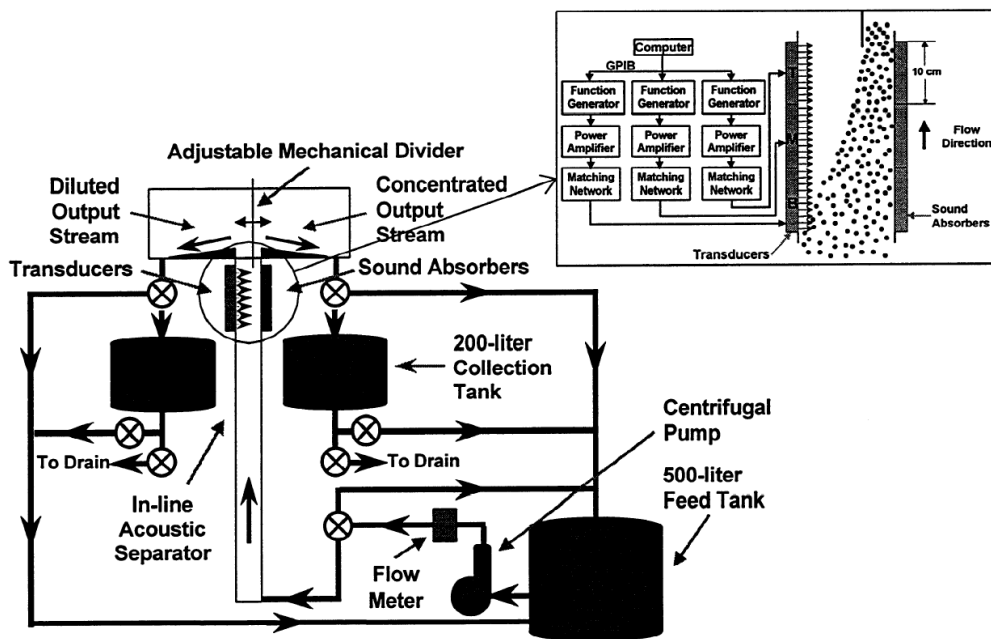 Computer
GPIB
Function
Generator
Function
Generator
Function
Generator
Power
Amplifier
Power
Amplifier
Power
Amplifier
Matching
Network
Matching
Network
Matching
Network
T
M
B
10 cm
Flow
Direction
Sound
Absorbers
Transducers
Adjustable Mechanical Divider
Diluted
Output
Stream
Concentrated
Output
Stream
Transducers
Sound Absorbers
200-liter
Collection
Tank
Centrifugal
Pump
To Drain
To Drain
500-liter
Feed Tank
In-line
Acoustic
Separator
Flow
Meter